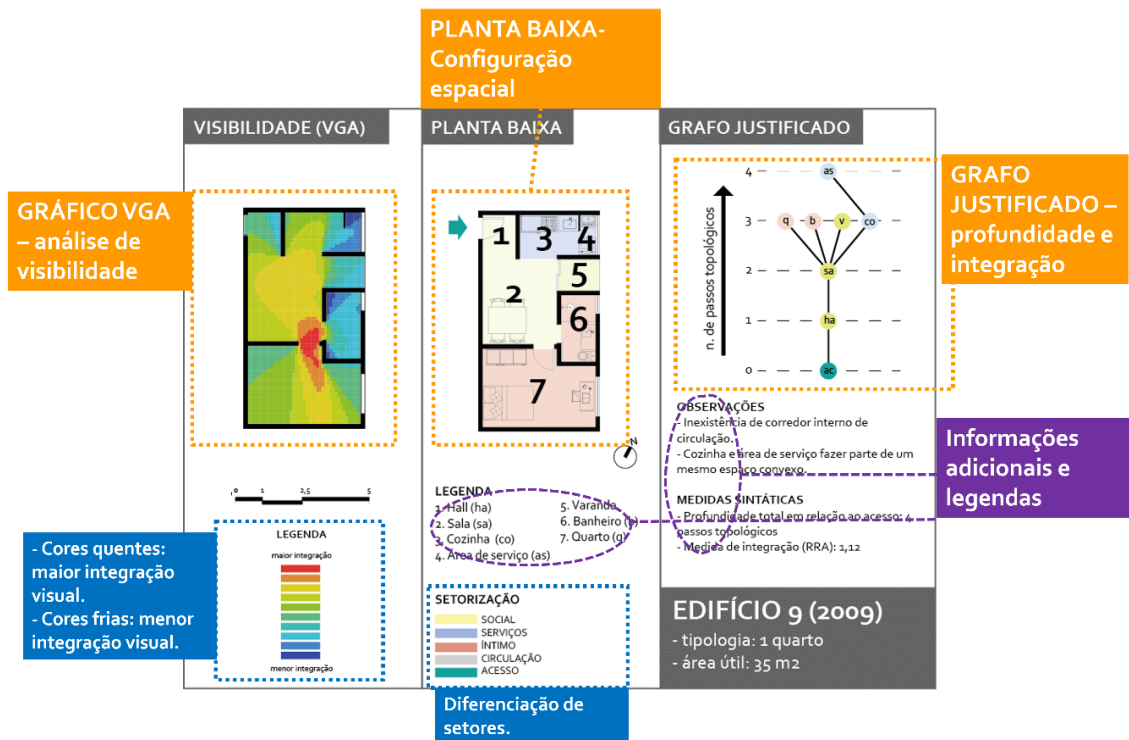 PLANTA BAIXA-
Configuração
espacial
VISIBILIDADE (VGA)
PLANTA BAIXA
GRAFO JUSTIFICADO
GRÁFICO VGA
– análise de
visibilidade
1
2
3
4
5
6
7
N
n. de passos topológicos
4
as
3
q
b
v
co
2
sa
1
ha
0
ac
GRAFO
JUSTIFICADO –
profundidade e
integração
OBSERVAÇÕES
- Inexistência de corredor interno de
circulação.
- Cozinha e área de serviço fazer parte de um
mesmo espaço convexo.
MEDIDAS SINTÁTICAS
- Profundidade total em relação ao acesso: 4
passos topológicos
- Medica de integração (RRA): 1,12
Informações
adicionais e
legendas
0
1
2,5
5
LEGENDA
1. Hall (ha)
2. Sala (sa)
3. Cozinha (co)
4. Área de serviço (as)
5. Varanda
6. Banheiro (b)
7. Quarto (q)
- Cores quentes:
maior integração
visual.
- Cores frias: menor
integração visual.
LEGENDA
maior integração
menor integração
SETORIZAÇÃO
SOCIAL
SERVIÇOS
ÍNTIMO
CIRCULAÇÃO
ACESSO
Diferenciação de
setores.
EDIFÍCIO 9 (2009)
- tipologia: 1 quarto
- área útil: 35 m2